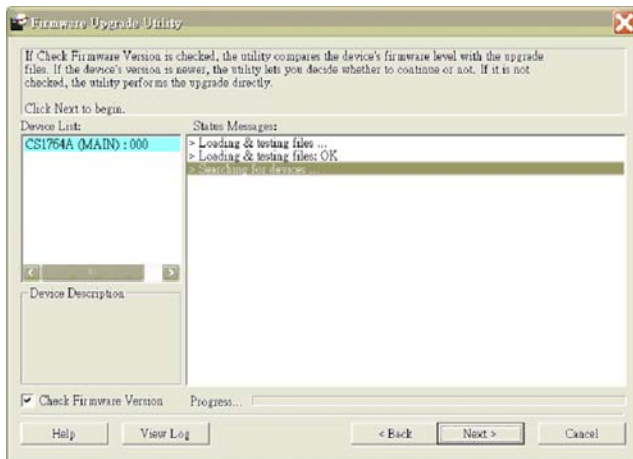 Firmware Upgrade Utility
If Check Firmware Version is checked, the utility compares the device's firmware level with the upgrade
files. If the device's version is newer, the utility lets you decide whether to continue or not. If it is not
checked, the utility performs the upgrade directly.
Click Next to begin.
Device List:
Status Messages:
CS1764A (MAIN) : 000
> Loading & testing files ...
> Loading & testing files: OK
> Searching for devices ...
Device Description
Check Firmware Version
Progress...
Help
View Log
< Back
Next >
Cancel